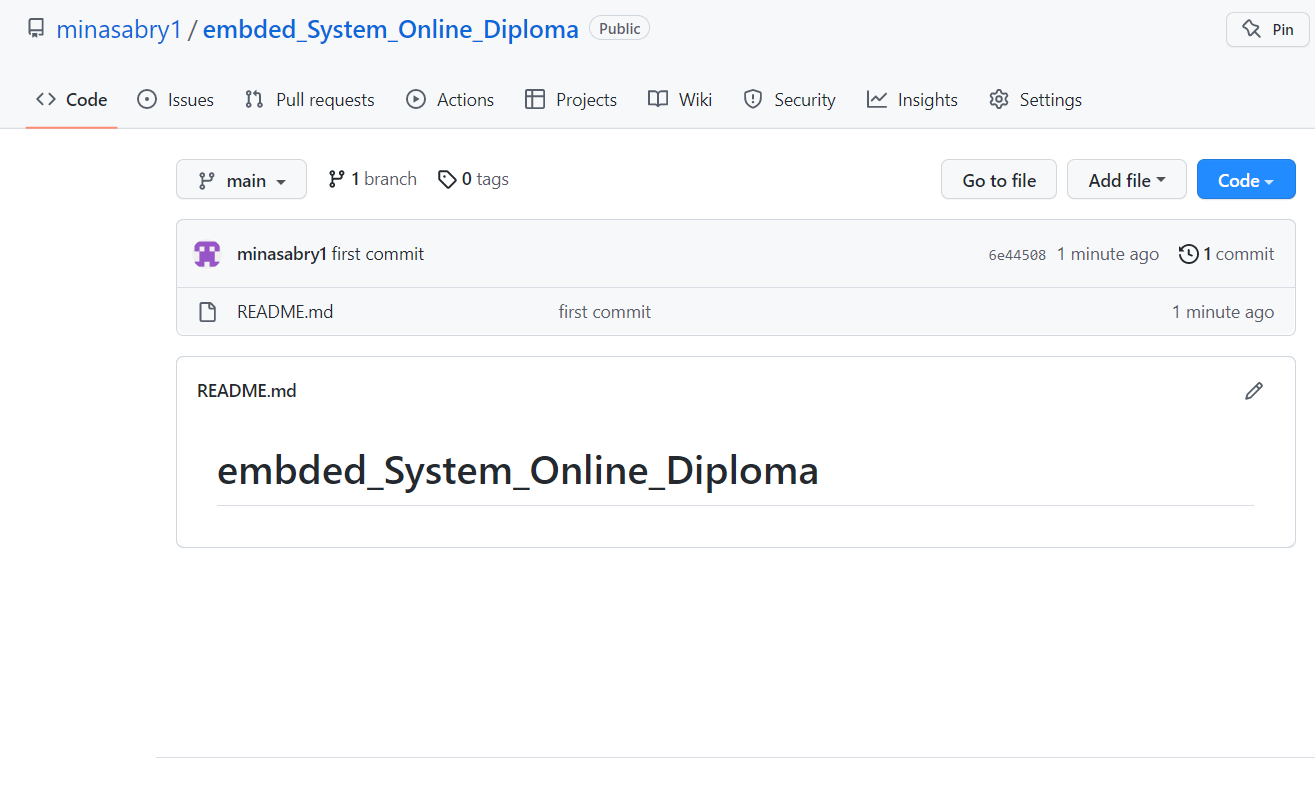 minasabry1 / embded_System_Online_Diploma Public Pin
Code Issues Pull requests Actions Projects Wiki Security Insights Settings
main 1 branch 0 tags Go to file Add file Code
minasabry1 first commit 6e44508 1 minute ago 1 commit
README.md first commit 1 minute ago
README.md
embded_System_Online_Diploma